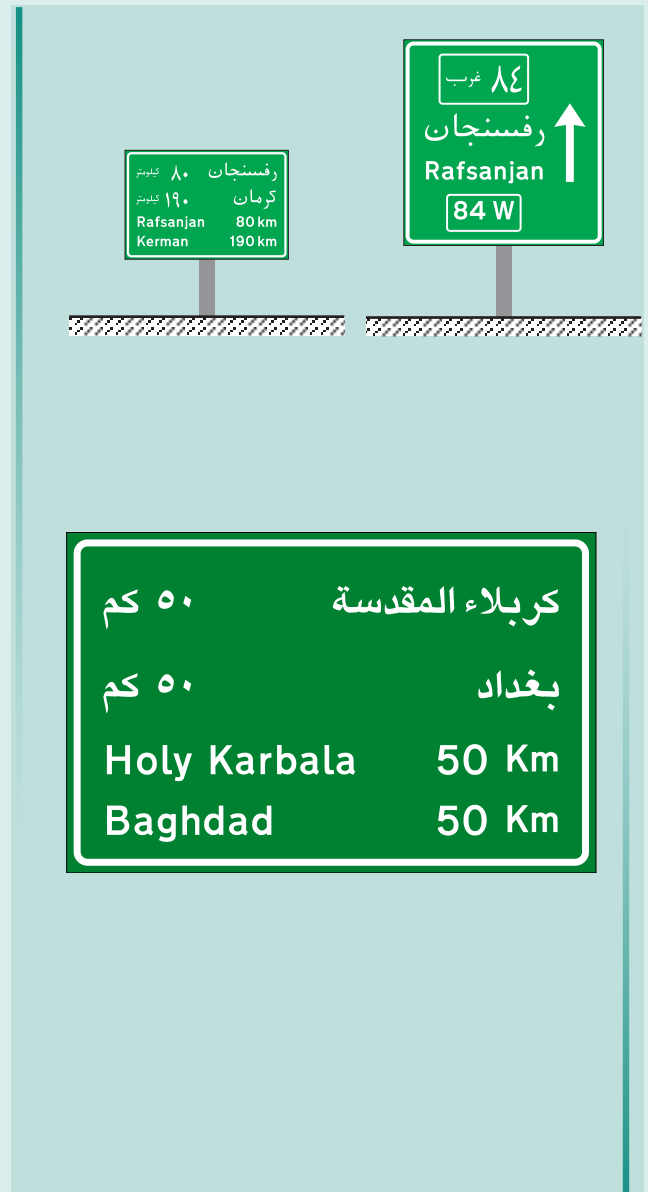 رفسنجان ۸۰ کیلومتر
کرمان ۱۹۰ کیلومتر
Rafsanjan 80 km
Kerman 190 km
٨٤ غرب
رفسنجان
Rafsanjan
84 W
كربلاء المقدسة ٥٠ كم
بغداد ٥٠ كم
Holy Karbala 50 Km
Baghdad 50 Km